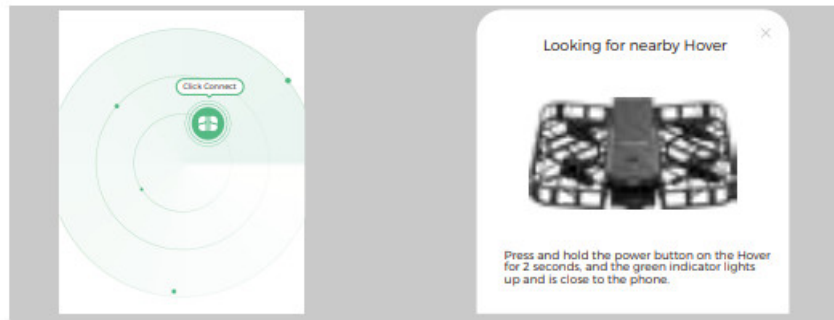 Click Connect
Looking for nearby Hover
Press and hold the power button on the Hover
for 2 seconds, and the green indicator lights
up and is close to the phone.